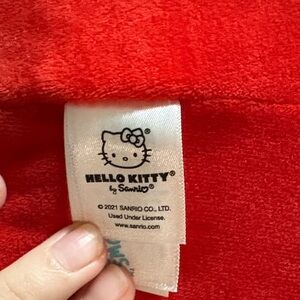 HELLO KITTY®
by Sanrio®
© 2021 SANRIO CO., LTD.
Used Under License.
www.sanrio.com